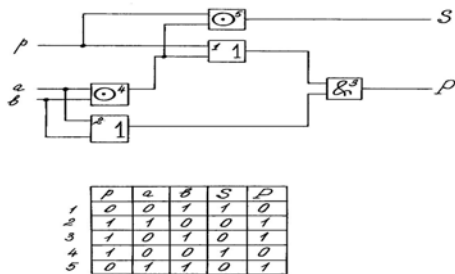 ⊙ 5 S
p 1 1
a ⊙ 4 & 3 P
b
2 1
p a b S P
1 0 0 1 1 0
2 1 1 0 0 1
3 1 0 1 0 1
4 1 0 0 1 0
5 0 1 1 0 1